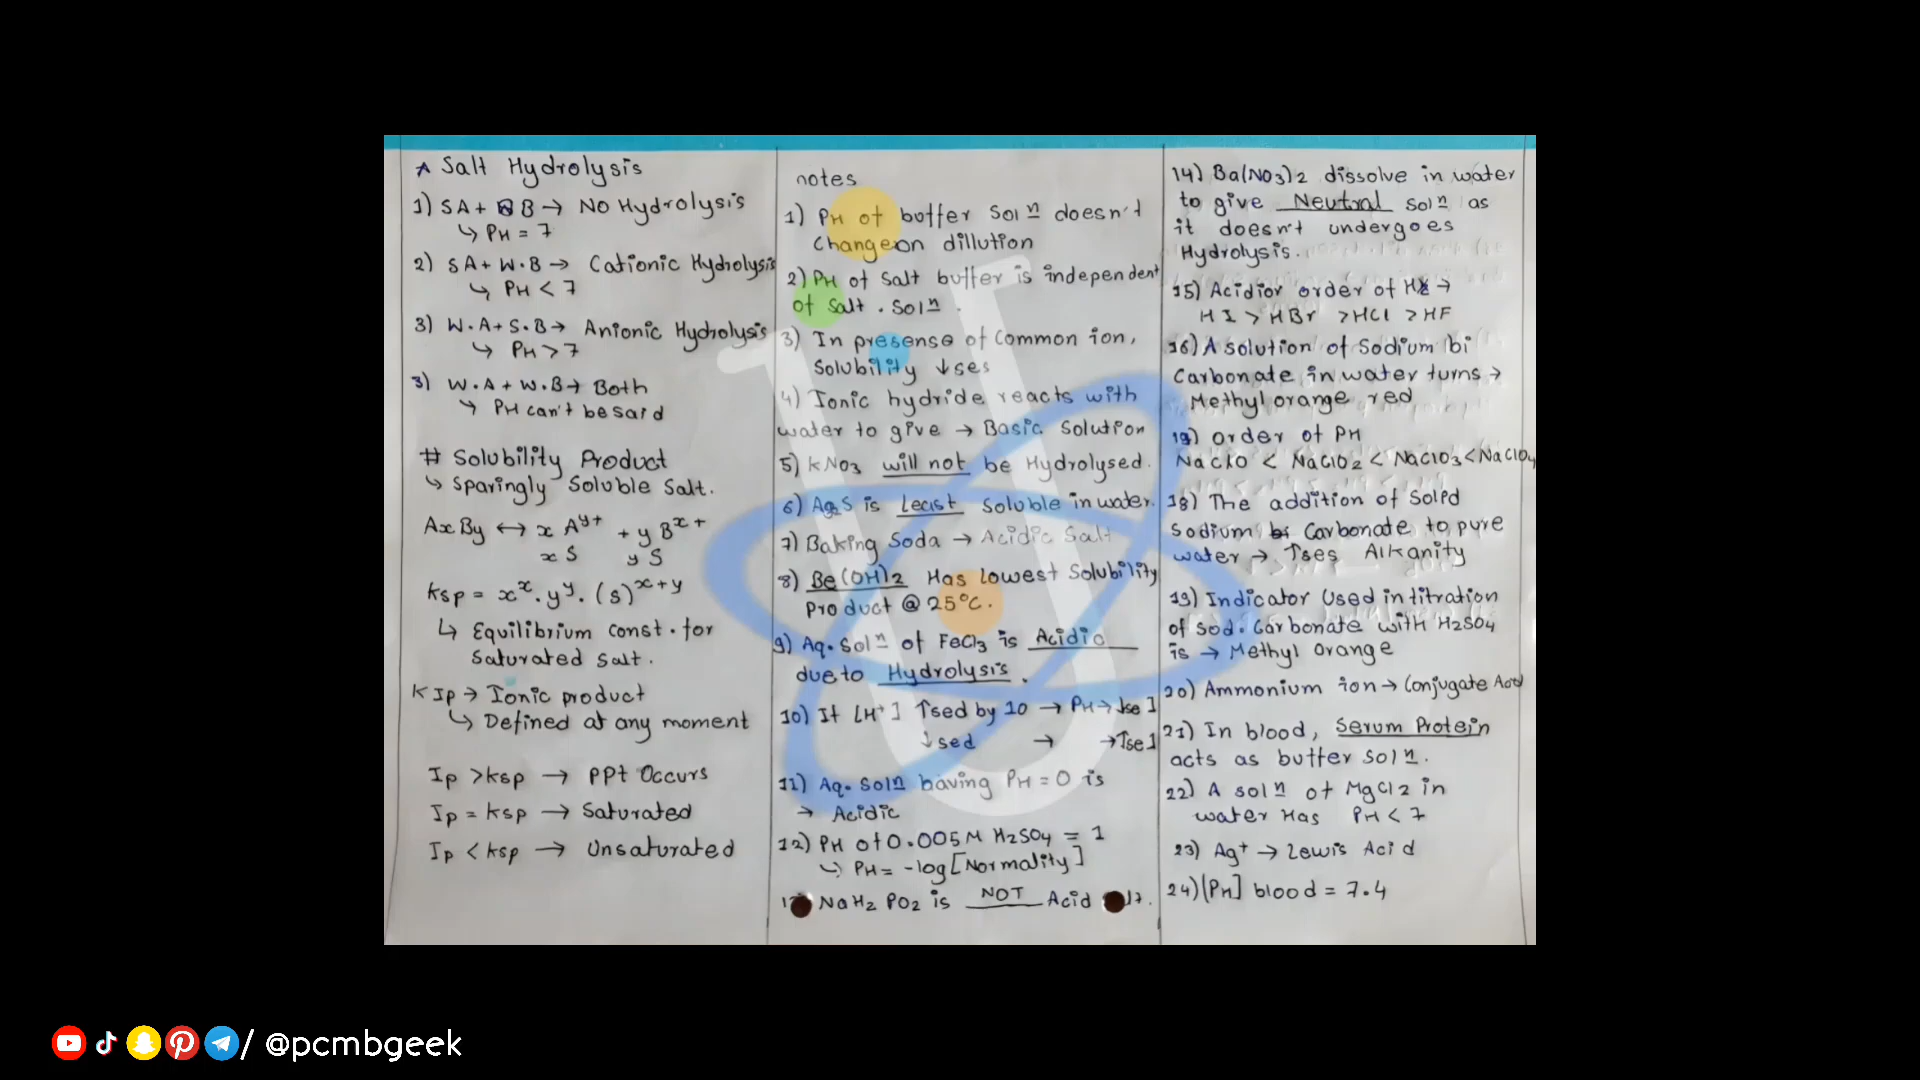 Salt Hydrolysis
1) SA + B → No Hydrolysis
↳ PH = 7
2) SA + W.B → Cationic Hydrolysis
↳ PH < 7
3) W.A + S.B → Anionic Hydrolysis
↳ PH > 7
3) W.A + W.B → Both
↳ PH can't be said
# Solubility Product
↳ Sparingly Soluble Salt.
AxBy ↔ x A^y+ + y B^x+
xS yS
Ksp = x^x . y^y . (S)^x+y
↳ Equilibrium const. for
Saturated Salt.
K Ip → Ionic product
↳ Defined at any moment
Ip > Ksp → PPt Occurs
Ip = Ksp → Saturated
Ip < Ksp → Unsaturated
notes
1) PH of buffer Solⁿ doesn't
change on dillution
2) PH of Salt buffer is independent
of Salt . Solⁿ .
3) In presense of Common ion,
Solubility ↓ses
4) Ionic hydride reacts with
water to give → Basic Solution
5) KNO3 will not be Hydrolysed.
6) Ag2S is Least Soluble in water.
7) Baking Soda → Acidic Salt
8) Be(OH)2 Has lowest Solubility
Product @ 25°C.
9) Aq. Solⁿ of FeCl3 is Acidic
due to Hydrolysis .
10) If [H⁺] ↑sed by 10 → PH → ↓se 1
↓sed → → ↑se 1
11) Aq. Solⁿ having PH = 0 is
→ Acidic
12) PH of 0.005M H2SO4 = 1
↳ PH = -log[Normality]
NaH2 PO2 is NOT Acid
14) Ba(NO3)2 dissolve in water
to give Neutral Solⁿ as
it doesn't undergoes
Hydrolysis.
15) Acidior order of HX →
HI > HBr > HCl > HF
16) A solution of Sodium bi
Carbonate in water turns →
Methyl orange red
order of PH
NaClO < NaClO2 < NaClO3 < NaClO4
18) The addition of Solid
Sodium Carbonate to pure
water → ↑ses Alkanity
19) Indicator Used in titration
of Sod. Carbonate with H2SO4
is → Methyl Orange
20) Ammonium ion → Conjugate Acid
21) In blood, Serum Protein
acts as buffer Solⁿ.
22) A solⁿ of MgCl2 in
water Has PH < 7
23) Ag⁺ → Lewis Acid
24) [PH] blood = 7.4
/ @pcmbgeek